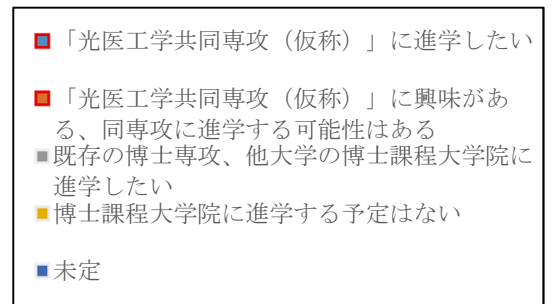 「光医工学共同専攻（仮称）」に進学したい
「光医工学共同専攻（仮称）」に興味があ
る、同専攻に進学する可能性はある
既存の博士専攻、他大学の博士課程大学院に
進学したい
博士課程大学院に進学する予定はない
未定